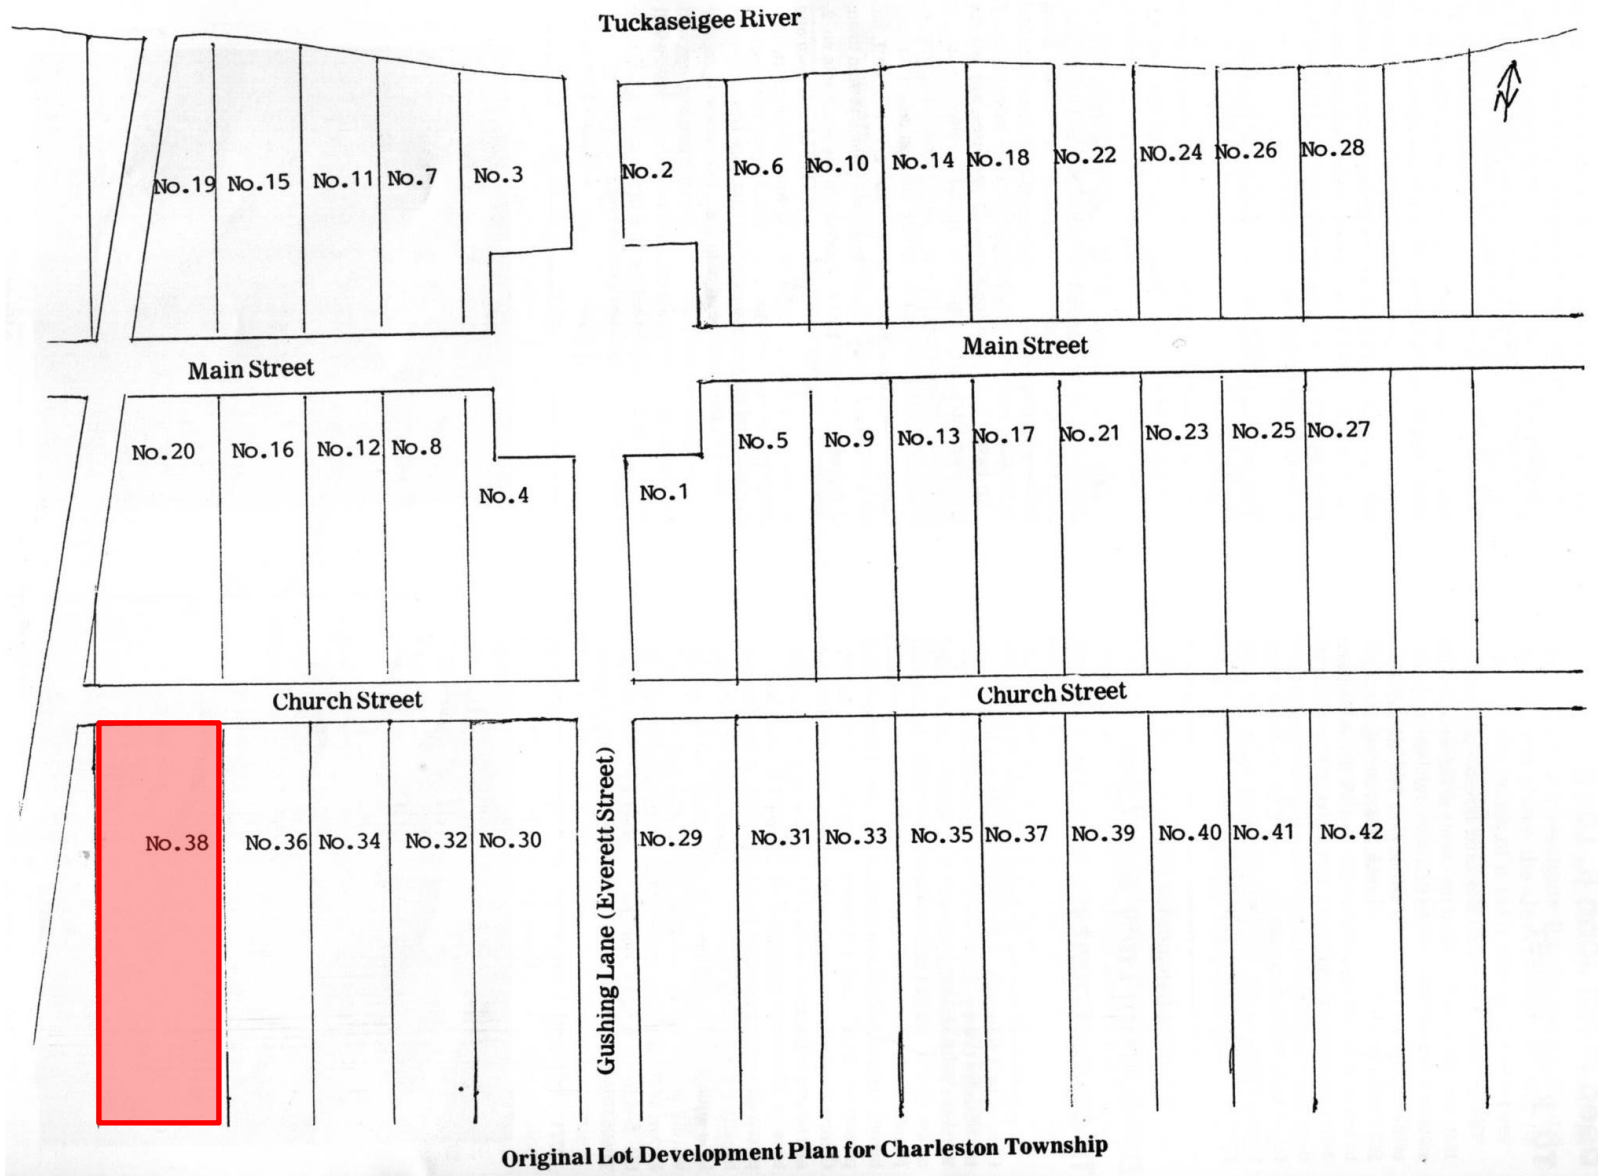 Tuckaseigee River
N
No.19 No.15 No.11 No.7 No.3 No.2 No.6 No.10 No.14 No.18 No.22 NO.24 No.26 No.28
Main Street Main Street
No.20 No.16 No.12 No.8 No.4 No.1 No.5 No.9 No.13 No.17 No.21 No.23 No.25 No.27
Church Street Church Street
No.38 No.36 No.34 No.32 No.30 No.29 No.31 No.33 No.35 No.37 No.39 No.40 No.41 No.42
Gushing Lane (Everett Street)
Original Lot Development Plan for Charleston Township